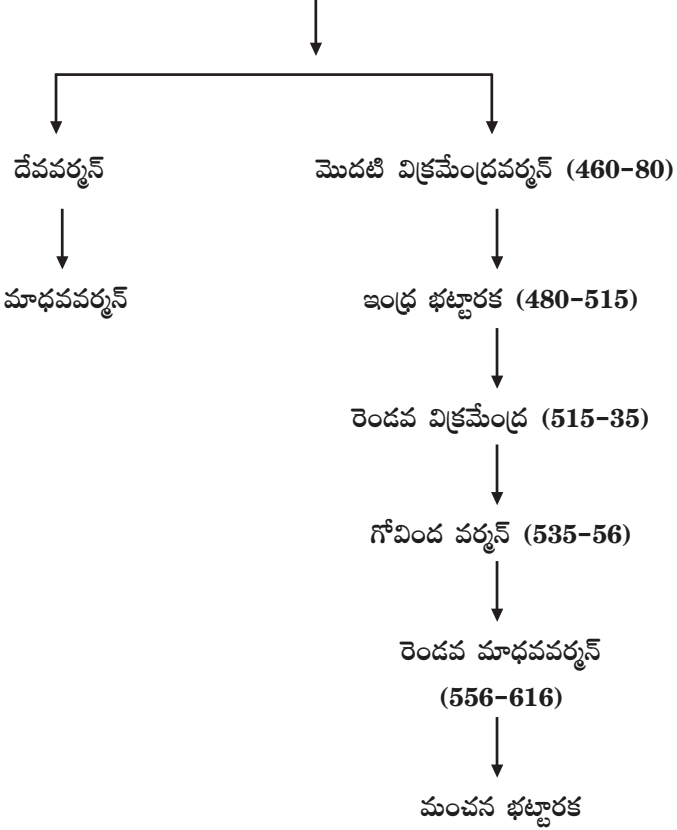 దేవవర్మన్ మొదటి విక్రమేంద్రవర్మన్ (460-80)
మాధవవర్మన్ ఇంధ్ర భట్టారక (480-515)
రెండవ విక్రమేంద్ర (515-35)
గోవింద వర్మన్ (535-56)
రెండవ మాధవవర్మన్
(556-616)
మంచన భట్టారక